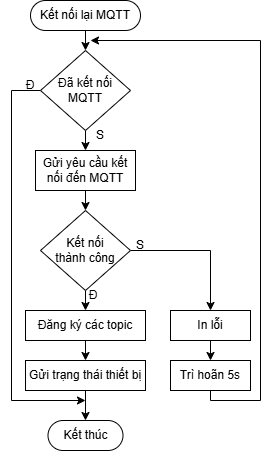 Kết nối lại MQTT
Đã kết nối
MQTT
Đ
S
Gửi yêu cầu kết
nối đến MQTT
Kết nối
thành công
S
Đ
Đăng ký các topic
In lỗi
Gửi trạng thái thiết bị
Trì hoãn 5s
Kết thúc